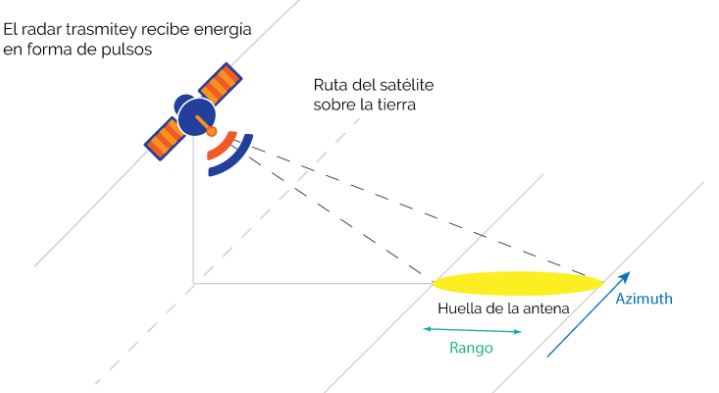 El radar trasmitey recibe energía
en forma de pulsos
Ruta del satélite
sobre la tierra
Huella de la antena
Azimuth
Rango